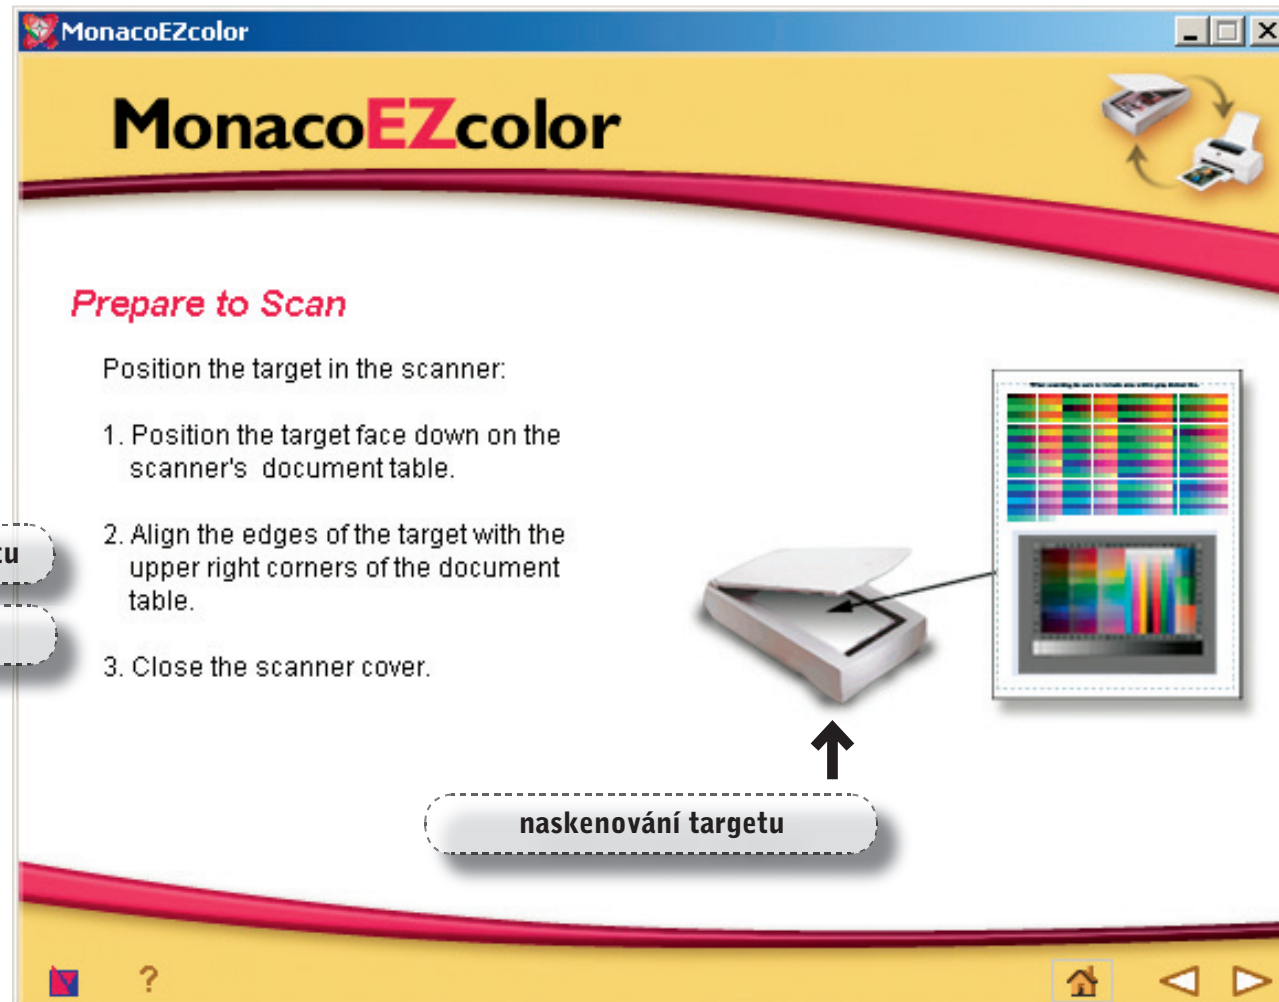 MonacoEZcolor
MonacoEZcolor
Prepare to Scan
Position the target in the scanner:
1. Position the target face down on the
scanner's document table.
2. Align the edges of the target with the
upper right corners of the document
table.
3. Close the scanner cover.
naskenování targetu
?